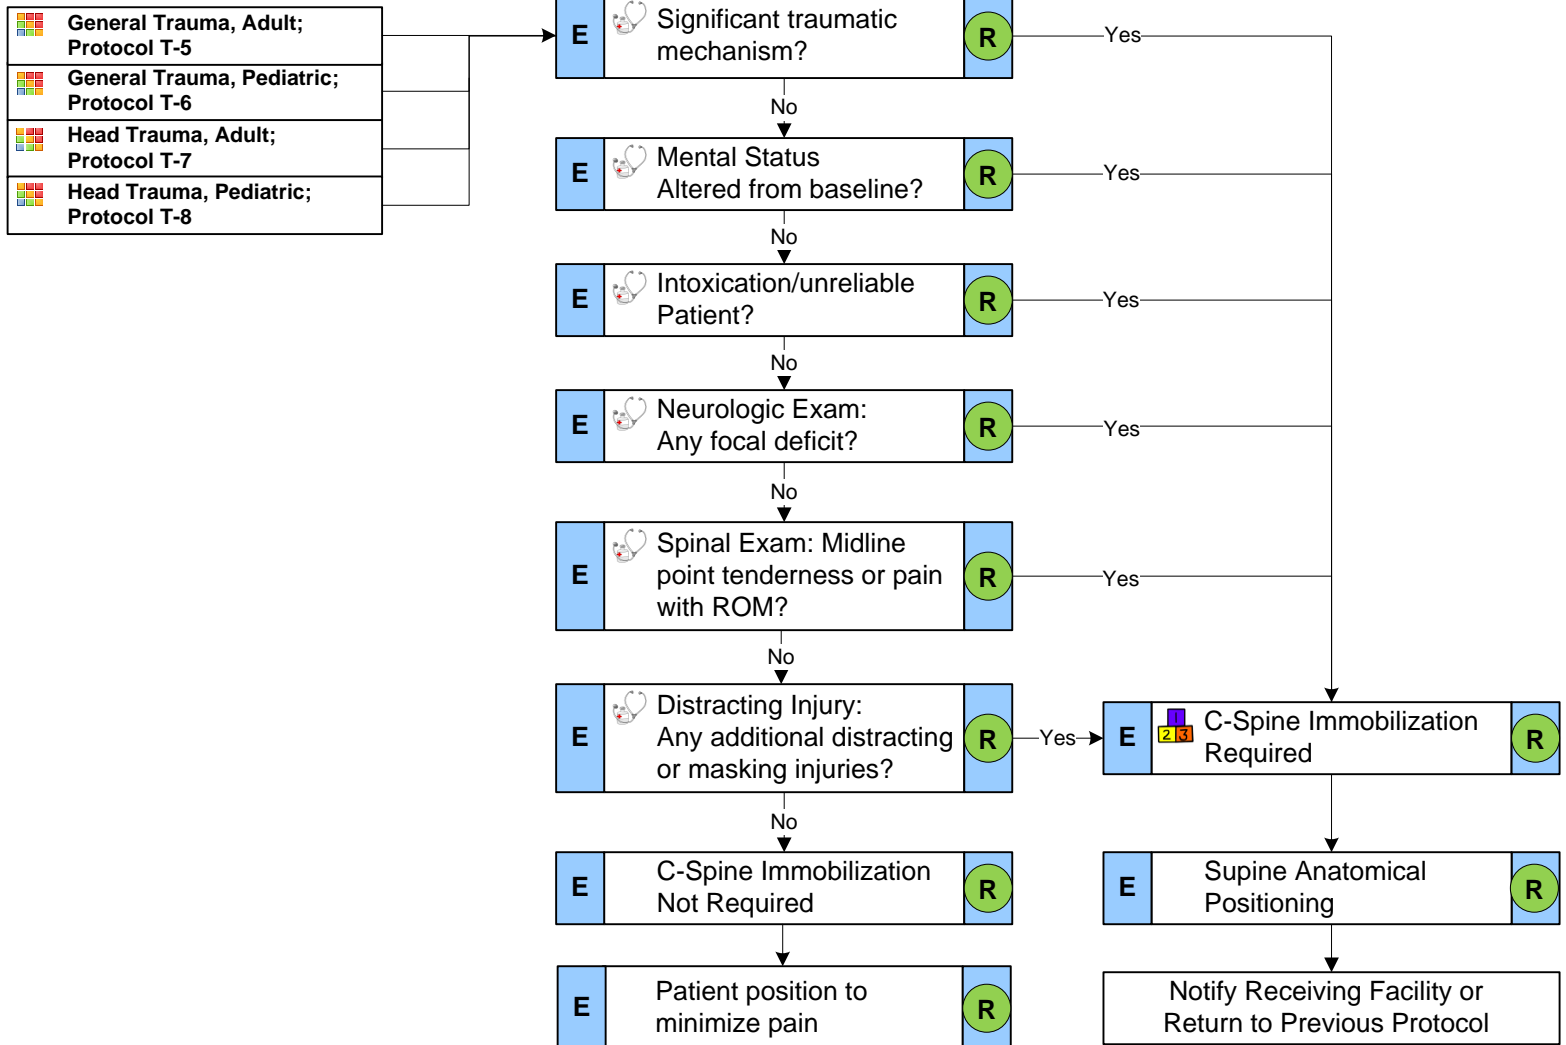 General Trauma, Adult;
Protocol T-5
General Trauma, Pediatric;
Protocol T-6
Head Trauma, Adult;
Protocol T-7
Head Trauma, Pediatric;
Protocol T-8
E
Significant traumatic
mechanism?
R
Yes
No
E
Mental Status
Altered from baseline?
R
Yes
No
E
Intoxication/unreliable
Patient?
R
Yes
No
E
Neurologic Exam:
Any focal deficit?
R
Yes
No
E
Spinal Exam: Midline
point tenderness or pain
with ROM?
R
Yes
No
E
Distracting Injury:
Any additional distracting
or masking injuries?
R
Yes
E
1
2 3
C-Spine Immobilization
Required
R
No
E
C-Spine Immobilization
Not Required
R
E
Supine Anatomical
Positioning
R
E
Patient position to
minimize pain
R
Notify Receiving Facility or
Return to Previous Protocol